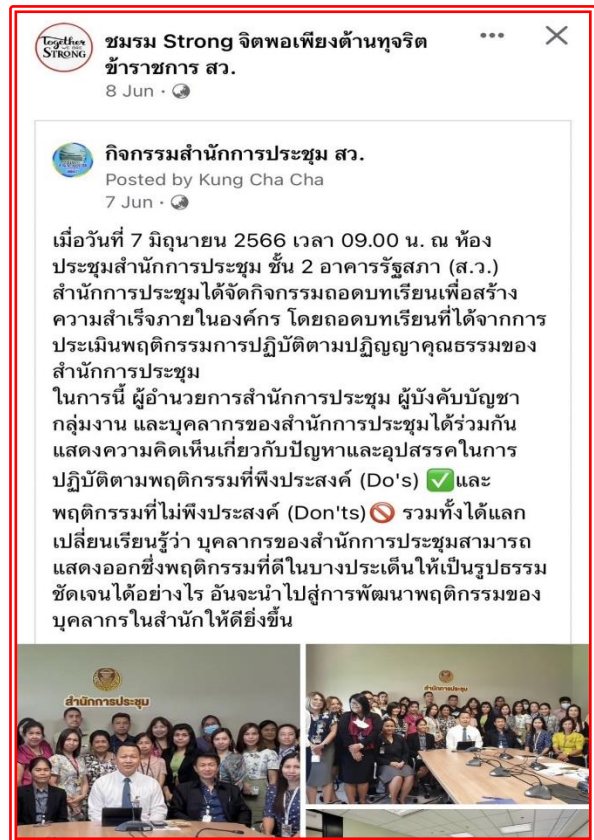 Together
WE ARE
STRONG
ชมรม Strong จิตพอเพียงต้านทุจริต
ข้าราชการ สว.
8 Jun ·
กิจกรรมสำนักการประชุม สว.
Posted by Kung Cha Cha
7 Jun ·
เมื่อวันที่ 7 มิถุนายน 2566 เวลา 09.00 น. ณ ห้อง
ประชุมสำนักการประชุม ชั้น 2 อาคารรัฐสภา (ส.ว.)
สำนักการประชุมได้จัดกิจกรรมถอดบทเรียนเพื่อสร้าง
ความสำเร็จภายในองค์กร โดยถอดบทเรียนที่ได้จากการ
ประเมินพฤติกรรมการปฏิบัติตามปฏิญญาคุณธรรมของ
สำนักการประชุม
ในการนี้ ผู้อำนวยการสำนักการประชุม ผู้บังคับบัญชา
กลุ่มงาน และบุคลากรของสำนักการประชุมได้ร่วมกัน
แสดงความคิดเห็นเกี่ยวกับปัญหาและอุปสรรคในการ
ปฏิบัติตามพฤติกรรมที่พึงประสงค์ (Do's) ✅และ
พฤติกรรมที่ไม่พึงประสงค์ (Don'ts)🚫 รวมทั้งได้แลก
เปลี่ยนเรียนรู้ว่า บุคลากรของสำนักการประชุมสามารถ
แสดงออกซึ่งพฤติกรรมที่ดีในบางประเด็นให้เป็นรูปธรรม
ชัดเจนได้อย่างไร อันจะนำไปสู่การพัฒนาพฤติกรรมของ
บุคลากรในสำนักให้ดียิ่งขึ้น
สำนักการประชุม
สำนักการประชุม